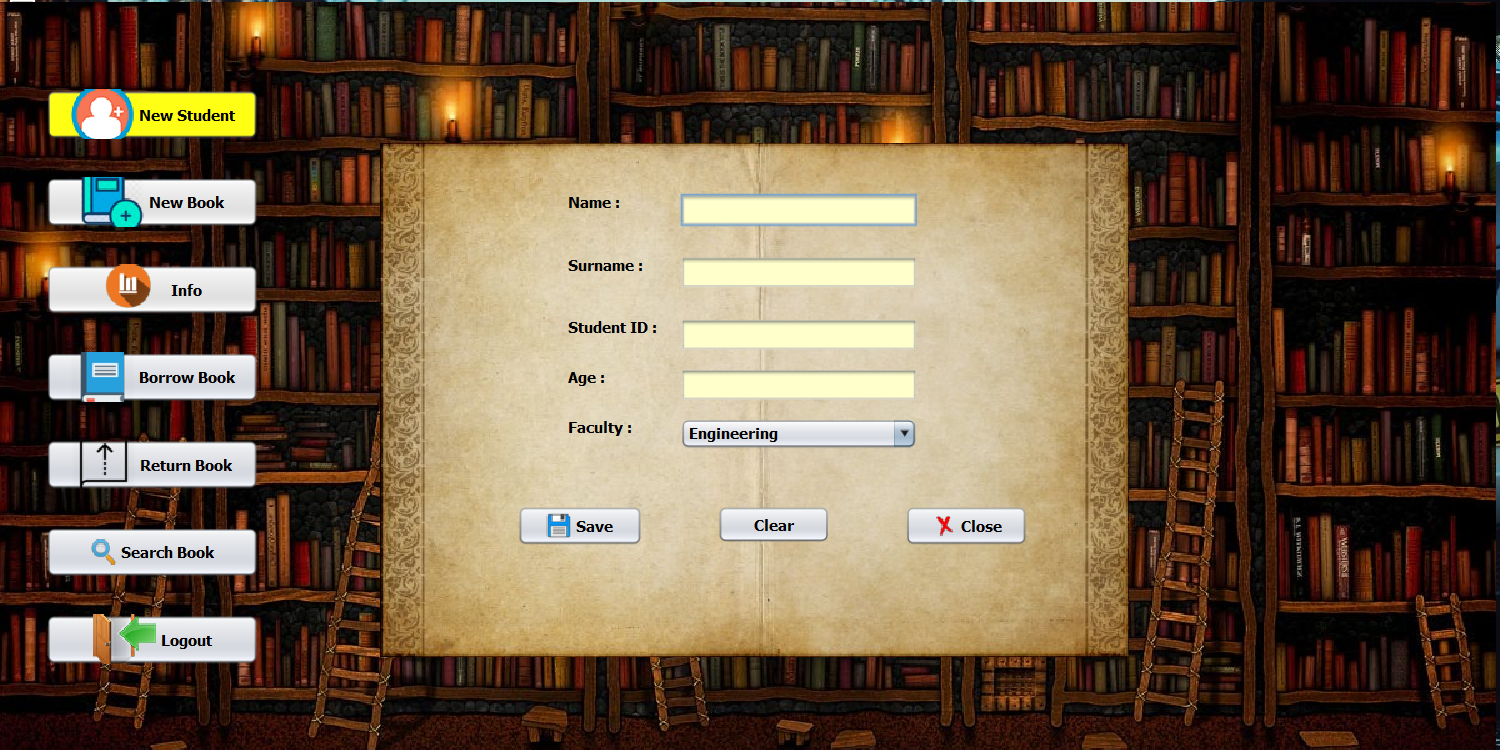 New Student
New Book
Info
Borrow Book
Return Book
Search Book
Logout
Name :
Surname :
Student ID :
Age :
Faculty :
Engineering
Save
Clear
Close